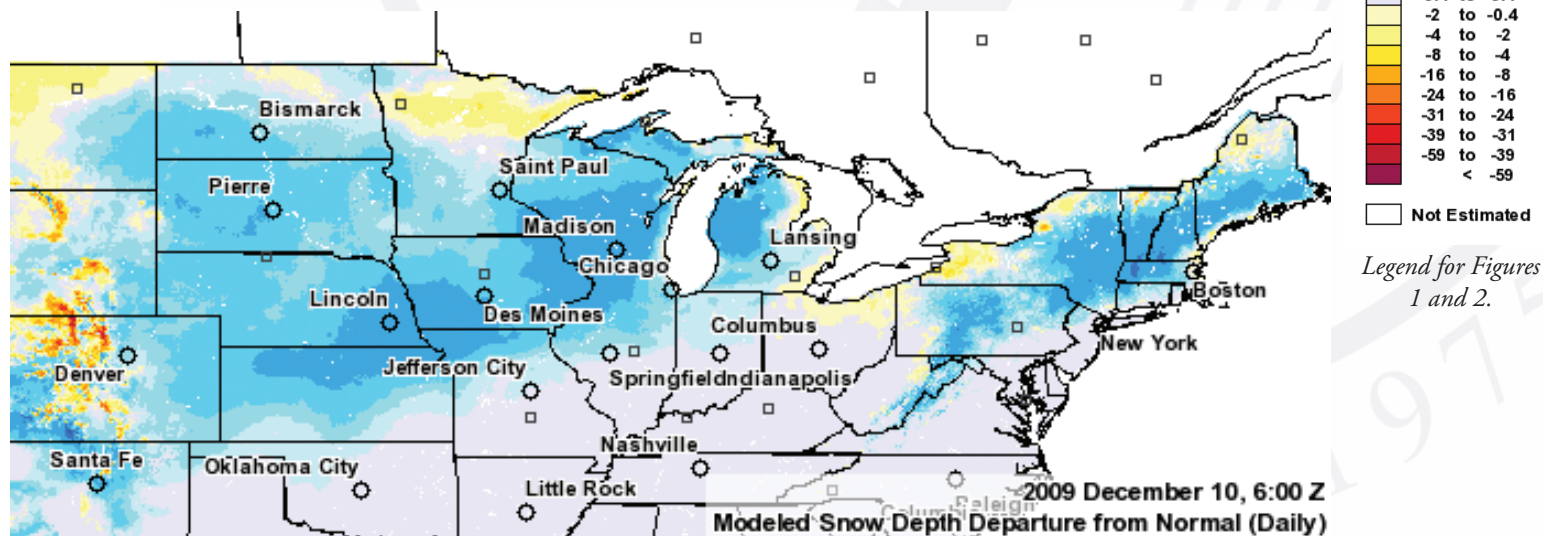 Bismarck
Saint Paul
Pierre
Madison
Lansing
Chicago
Boston
Lincoln
Des Moines
Columbus
New York
Denver
Jefferson City
Springfieldndianapolis
Nashville
Santa Fe
Oklahoma City
Little Rock
Raleigh
2009 December 10, 6:00 Z
Modeled Snow Depth Departure from Normal (Daily)
-2 to -0.4
-4 to -2
-8 to -4
-16 to -8
-24 to -16
-31 to -24
-39 to -31
-59 to -39
< -59
Not Estimated
Legend for Figures
1 and 2.
1975